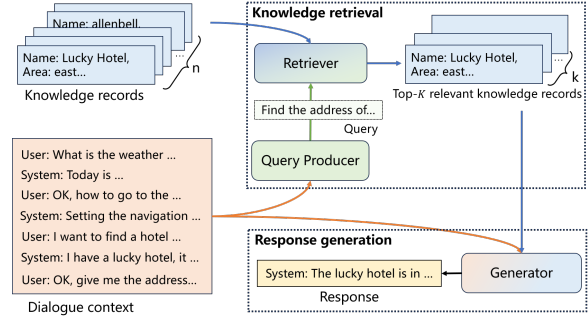 Name: allenbell,
Name: Lucky Hotel,
Area: east...
...
n
Knowledge records
Knowledge retrieval
Retriever
Find the address of...
Query
Query Producer
Name: Lucky Hotel,
Area: east...
...
k
Top-K relevant knowledge records
User: What is the weather ...
System: Today is ...
User: OK, how to go to the ...
System: Setting the navigation ...
User: I want to find a hotel ...
System: I have a lucky hotel, it ...
User: OK, give me the address...
Dialogue context
Response generation
System: The lucky hotel is in ...
Response
Generator